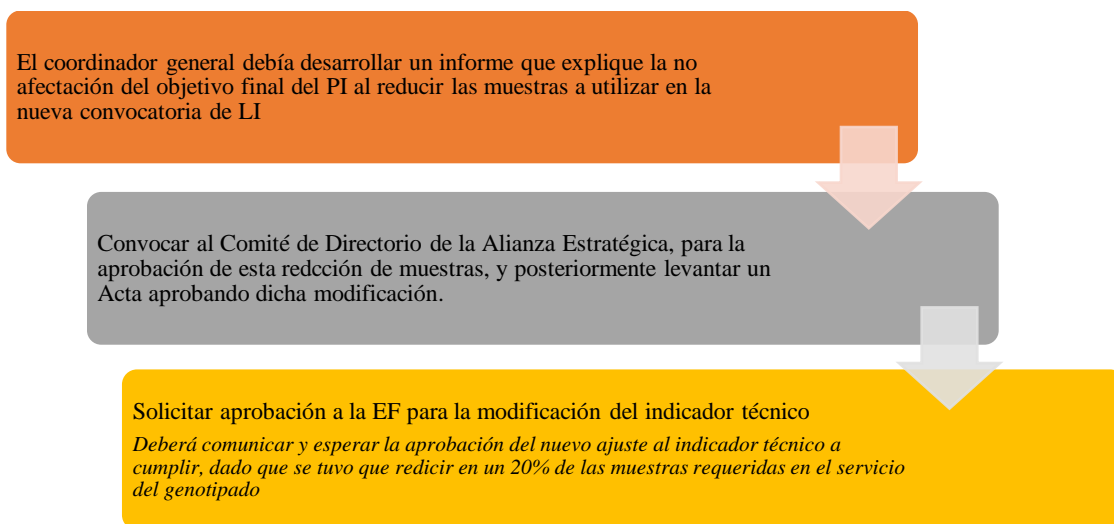 El coordinador general debía desarrollar un informe que explique la no
afectación del objetivo final del PI al reducir las muestras a utilizar en la
nueva convocatoria de LI
Convocar al Comité de Directorio de la Alianza Estratégica, para la
aprobación de esta redcción de muestras, y posteriormente levantar un
Acta aprobando dicha modificación.
Solicitar aprobación a la EF para la modificación del indicador técnico
Deberá comunicar y esperar la aprobación del nuevo ajuste al indicador técnico a
cumplir, dado que se tuvo que redicir en un 20% de las muestras requeridas en el servicio
del genotipado